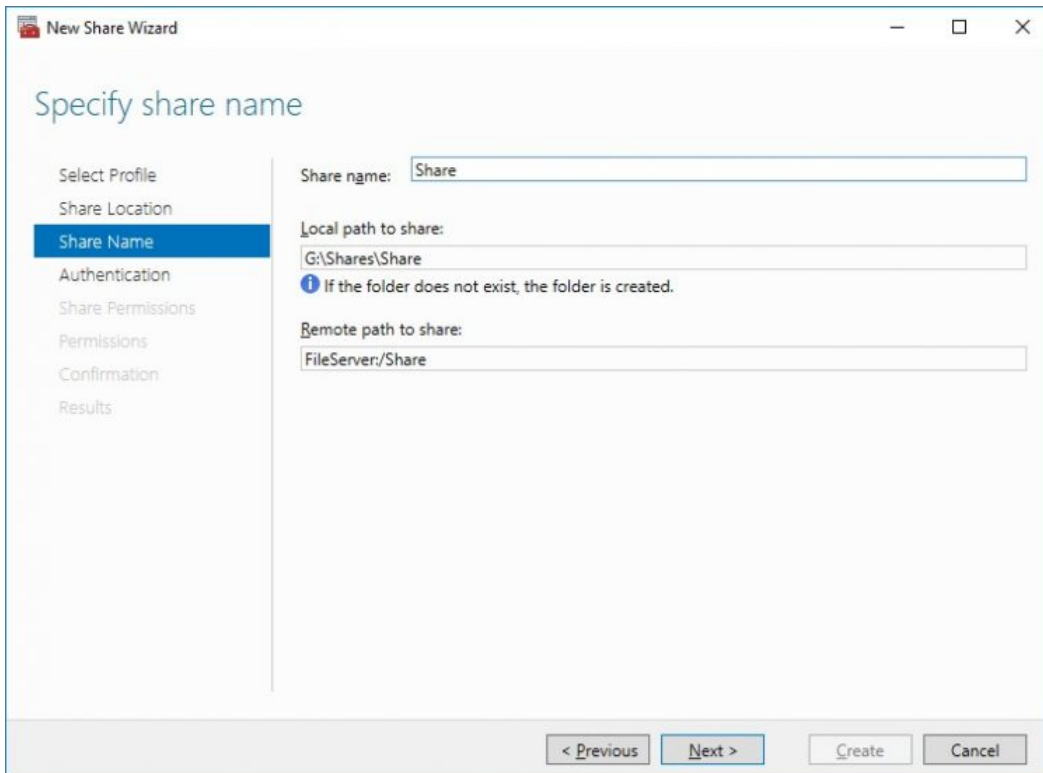 New Share Wizard
Specify share name
Select Profile
Share Location
Share Name
Authentication
Share Permissions
Permissions
Confirmation
Results
Share name: Share
Local path to share:
G:\Shares\Share
If the folder does not exist, the folder is created.
Remote path to share:
FileServer:/Share
< Previous
Next >
Create
Cancel